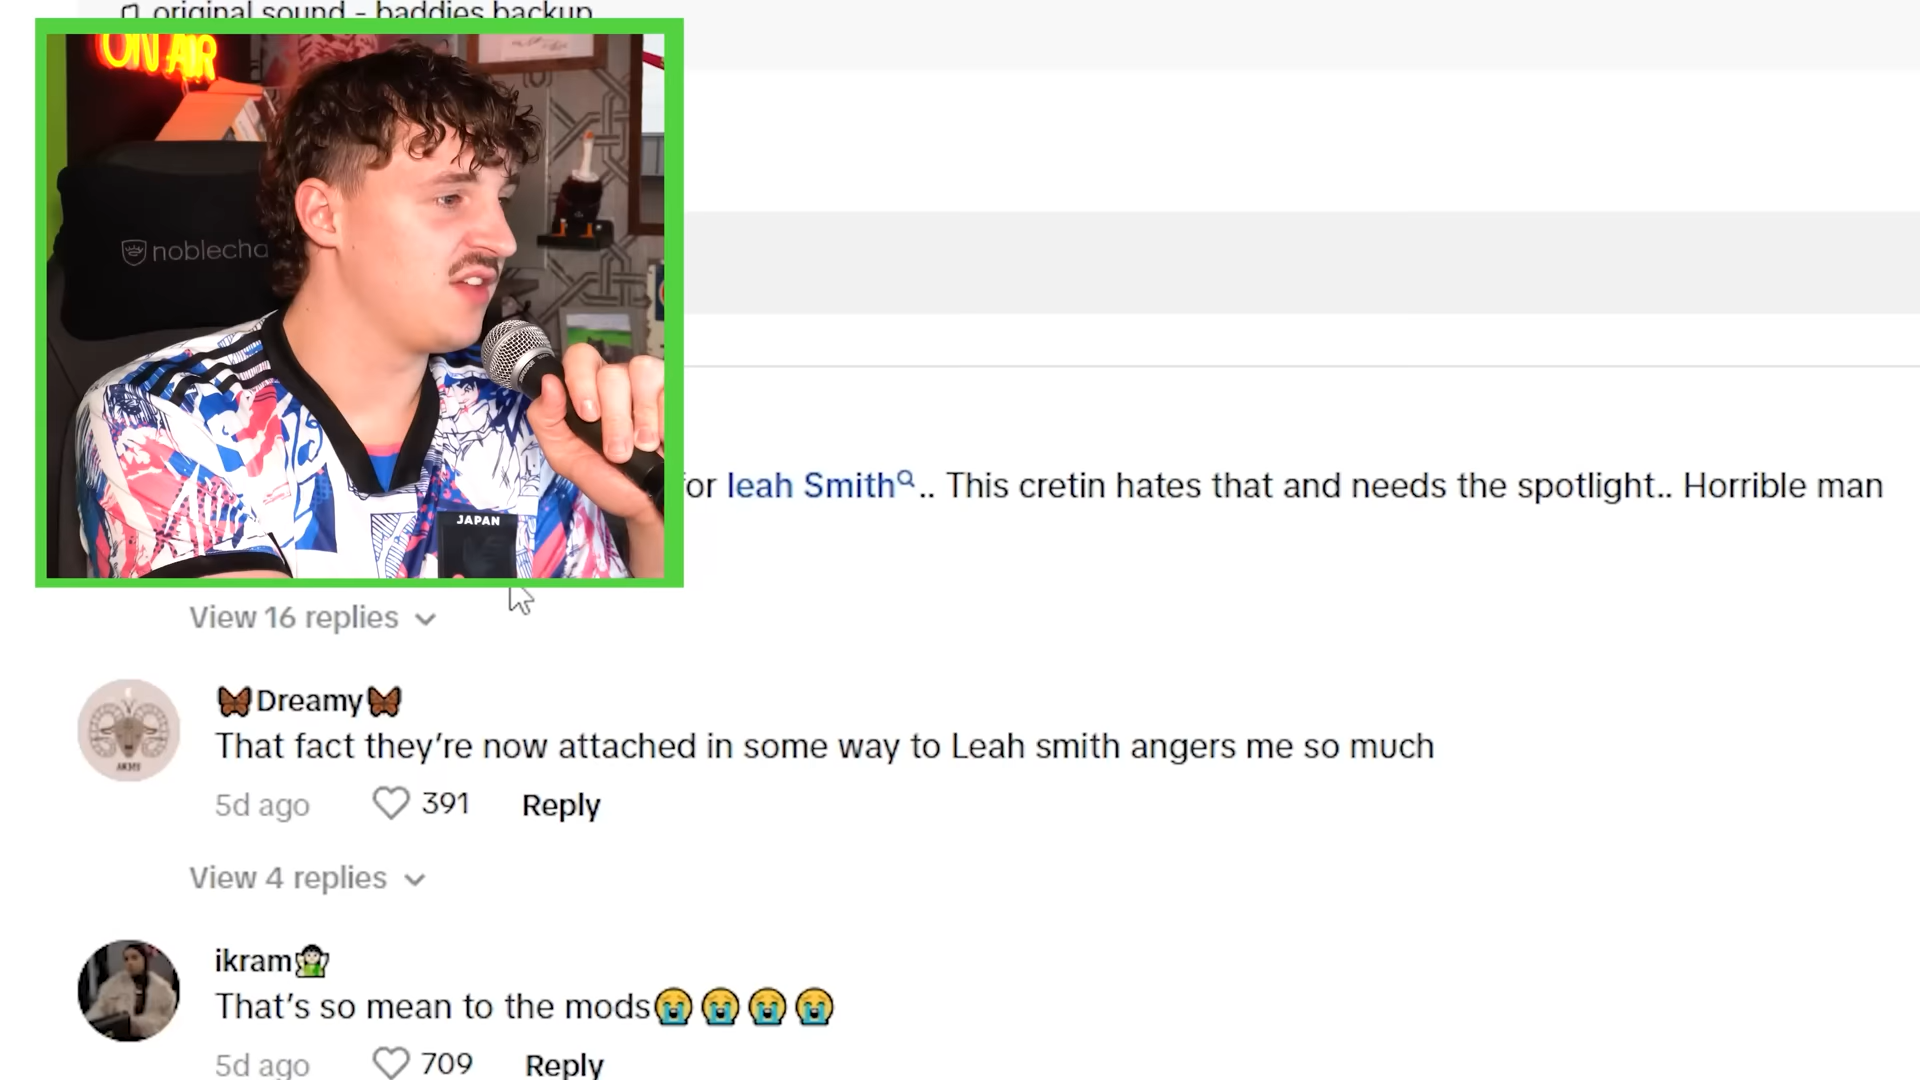 original sound - baddies backup
ON AIR
noblecha
JAPAN
for leah Smith.. This cretin hates that and needs the spotlight.. Horrible man
View 16 replies
🦋Dreamy🦋
That fact they're now attached in some way to Leah smith angers me so much
5d ago 391 Reply
View 4 replies
ikram🧝🏻‍♀️
That's so mean to the mods😭😭😭😭
5d ago 709 Reply